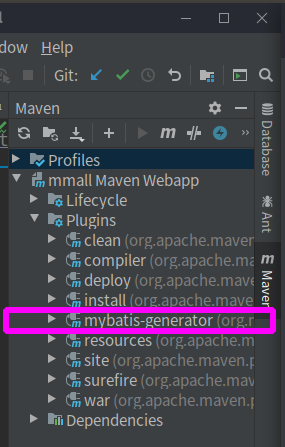 dow Help
Git:
Maven
Profiles
mmall Maven Webapp
Lifecycle
Plugins
clean (org.apache.maven.
compiler (org.apache.ma
deploy (org.apache.mave
install (org.apache.mave
mybatis-generator (org.m
resources (org.apache.m
site (org.apache.maven.p
surefire (org.apache.mav
war (org.apache.maven.p
Dependencies
Database
Ant
m Maven